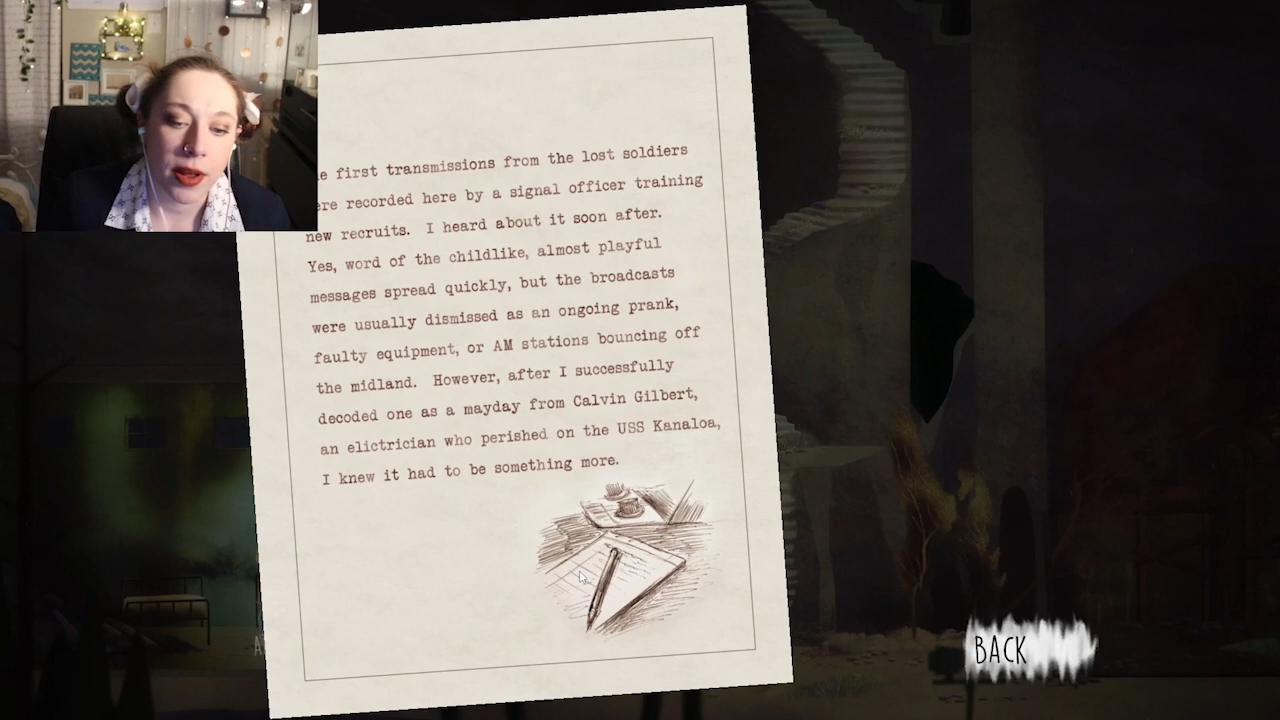 e first transmissions from the lost soldiers
ere recorded here by a signal officer training
new recruits. I heard about it soon after.
Yes, word of the childlike, almost playful
messages spread quickly, but the broadcasts
were usually dismissed as an ongoing prank,
faulty equipment, or AM stations bouncing off
the midland. However, after I successfully
decoded one as a mayday from Calvin Gilbert,
an elictrician who perished on the USS Kanaloa,
I knew it had to be something more.
BACK